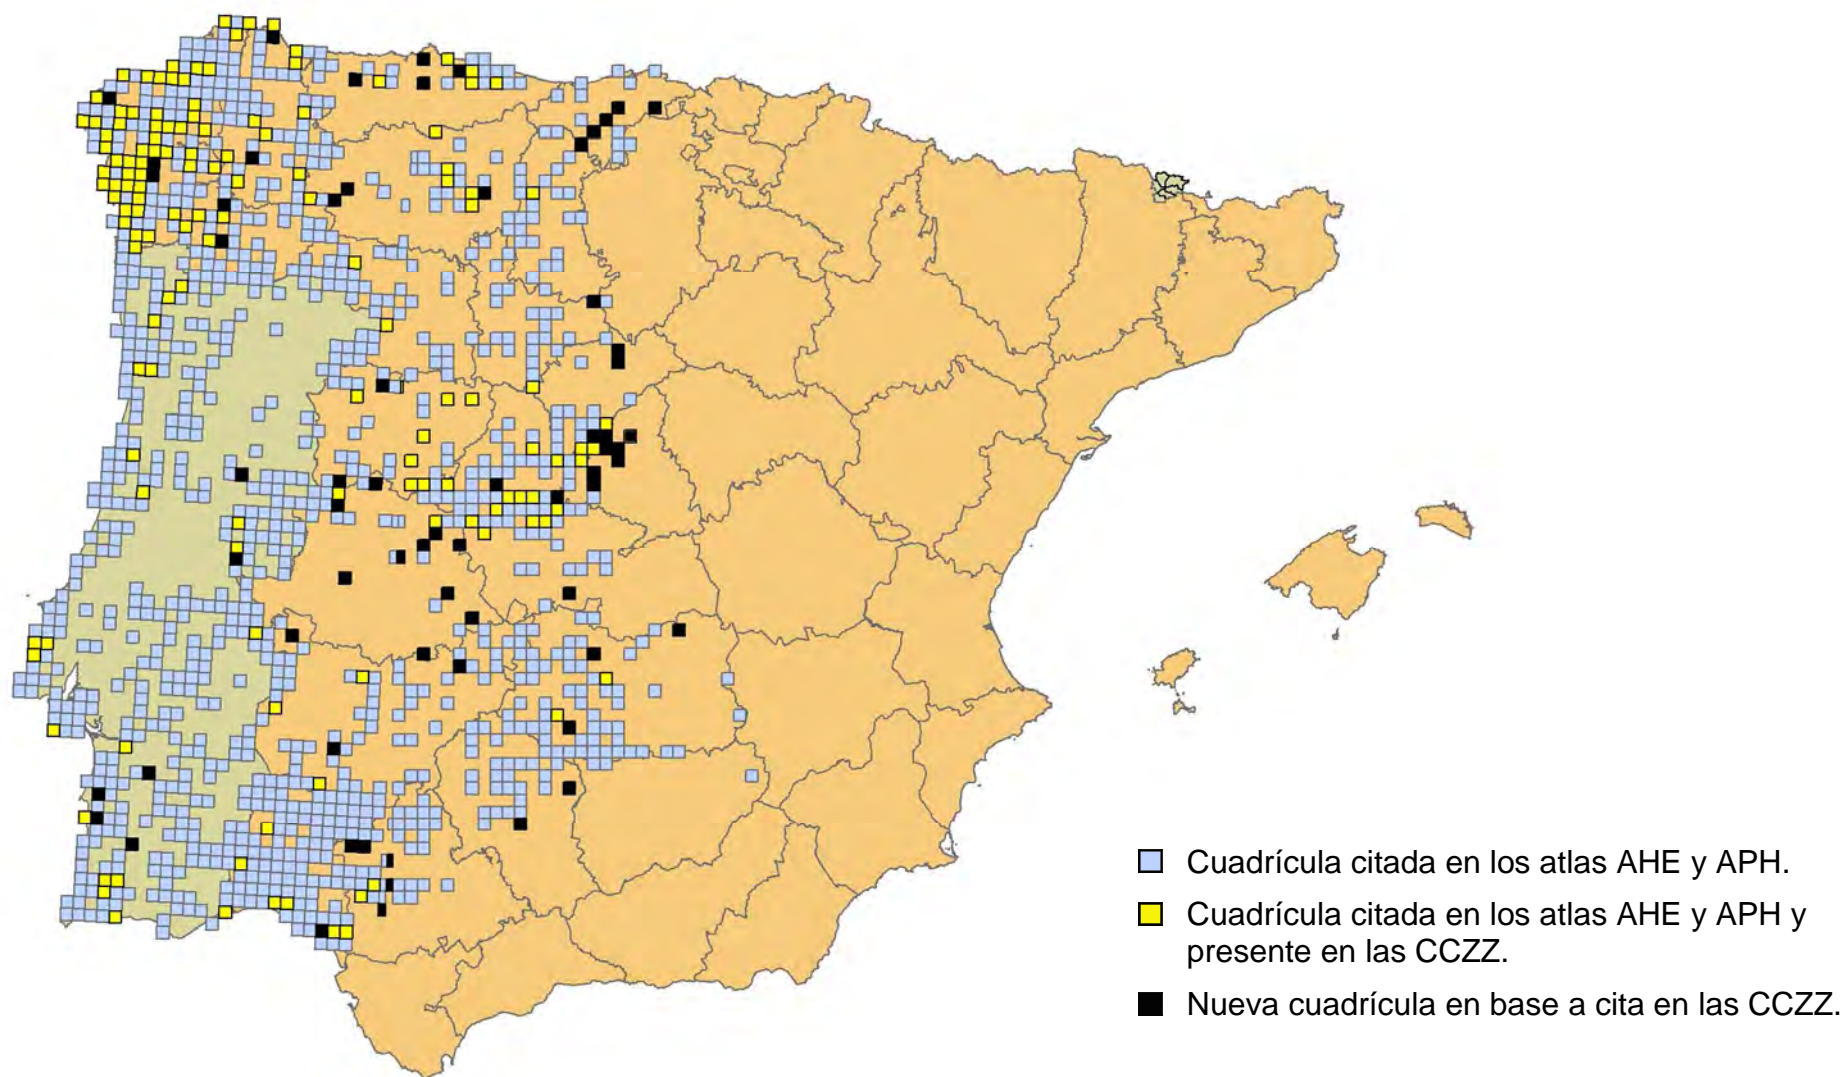 Cuadrícula citada en los atlas AHE y APH.
Cuadrícula citada en los atlas AHE y APH y
presente en las CCZZ.
Nueva cuadrícula en base a cita en las CCZZ.